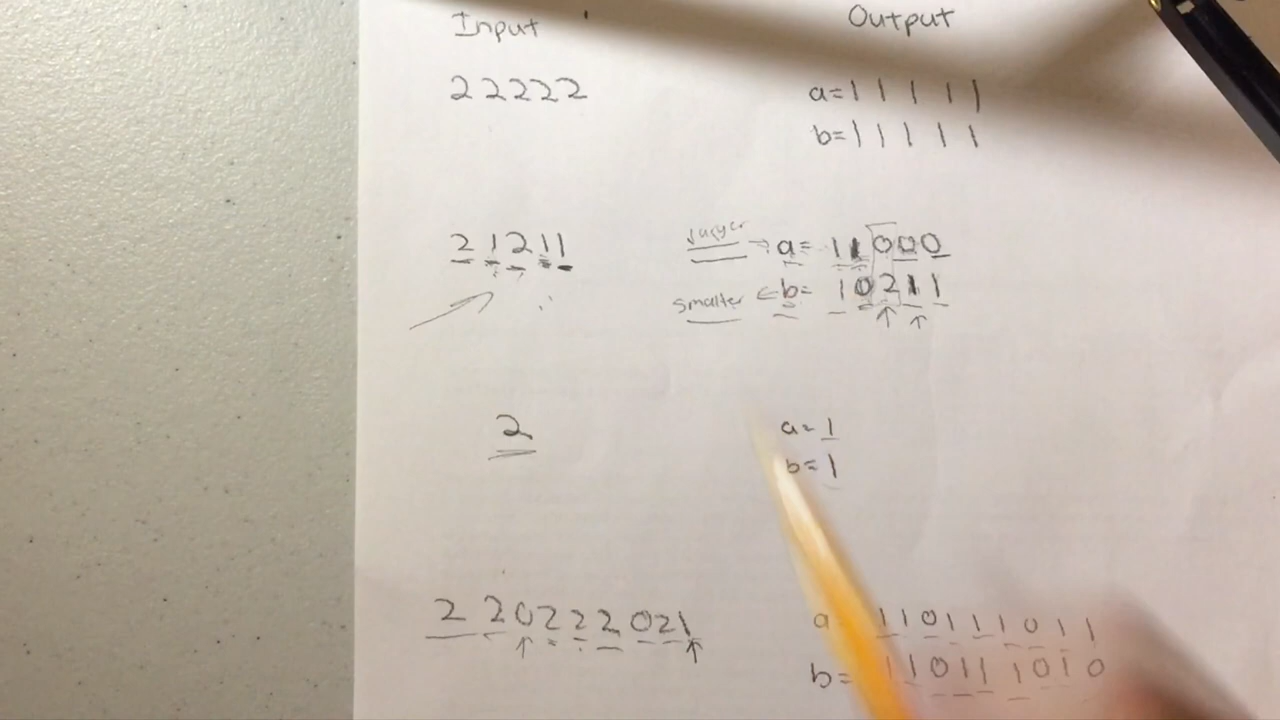 Input Output
22222 a=11111
b=11111
21211 larger → a= 11000
smaller ← b= 10211
2 a=1
b=1
220222021 a 110111011
b= 110111010